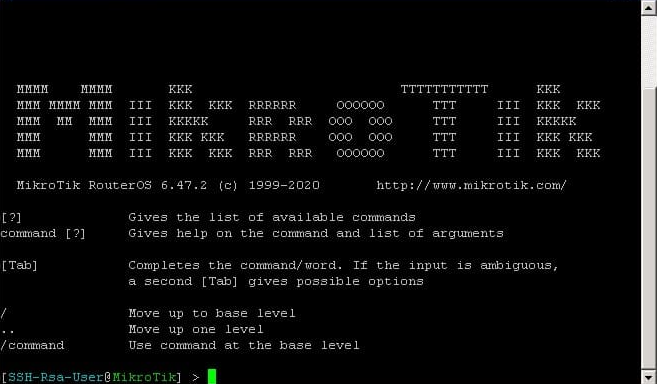 MMMM    MMMM       KKK                          TTTTTTTTTTT      KKK
  MMM MMMM MMM  III  KKK  KKK  RRRRRR     OOOOOO      TTT     III  KKK  KKK
  MMM  MM  MMM  III  KKKKK     RRR  RRR  OOO  OOO     TTT     III  KKKKK
  MMM      MMM  III  KKK KKK   RRRRRR    OOO  OOO     TTT     III  KKK KKK
  MMM      MMM  III  KKK  KKK  RRR  RRR   OOOOOO      TTT     III  KKK  KKK
  MikroTik RouterOS 6.47.2 (c) 1999-2020       http://www.mikrotik.com/
[?]             Gives the list of available commands
command [?]     Gives help on the command and list of arguments
[Tab]           Completes the command/word. If the input is ambiguous,
                a second [Tab] gives possible options
/               Move up to base level
..              Move up one level
/command        Use command at the base level
[SSH-Rsa-User@MikroTik] >